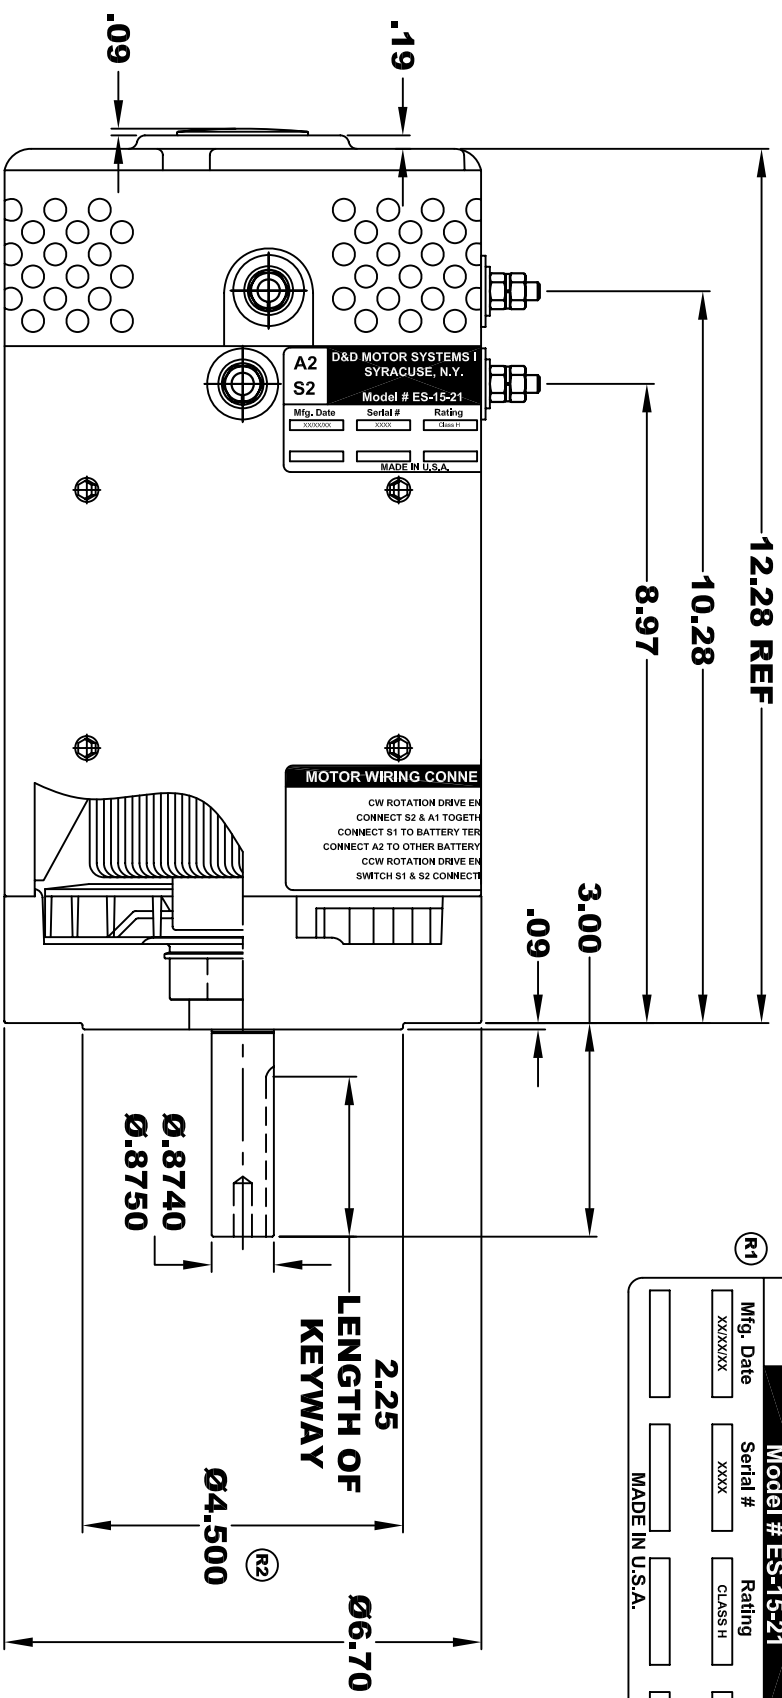 .09
.19
12.28 REF
10.28
8.97
A2
S2
D&D MOTOR SYSTEMS I
SYRACUSE, N.Y.
Model # ES-15-21
Mfg. Date Serial # Rating
XX/XX/XX XXXX Class H
MADE IN U.S.A.
MOTOR WIRING CONNE
CW ROTATION DRIVE EN
CONNECT S2 & A1 TOGETH
CONNECT S1 TO BATTERY TER
CONNECT A2 TO OTHER BATTERY
CCW ROTATION DRIVE EN
SWITCH S1 & S2 CONNECTI
3.00
.09
Ø.8740
Ø.8750
2.25
LENGTH OF
KEYWAY
Ø4.500
R2
Ø6.70
R1
Model # ES-15-21
Mfg. Date Serial # Rating
XX/XX/XX XXXX CLASS H
MADE IN U.S.A.